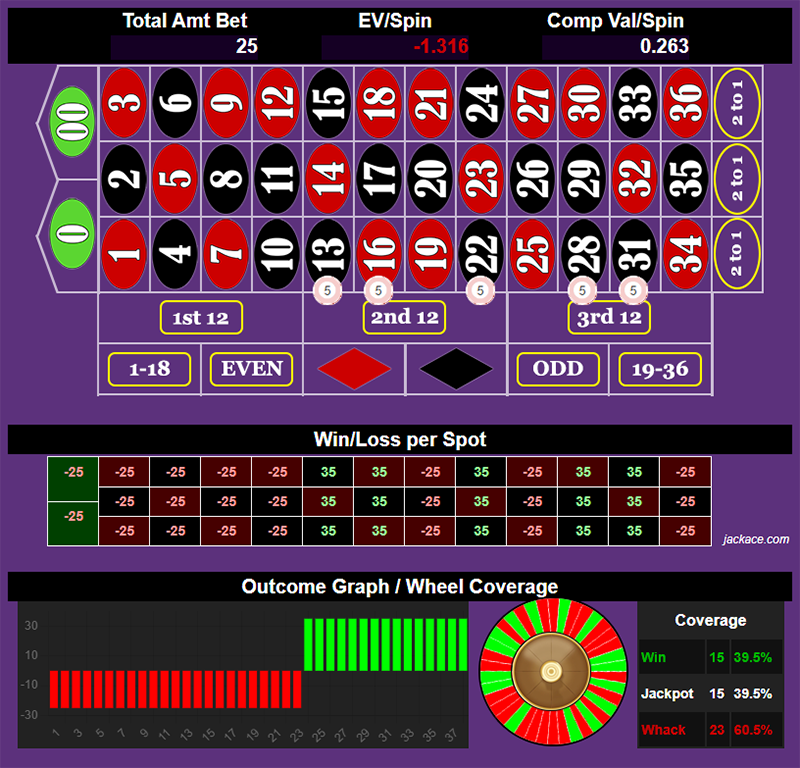 Total Amt Bet EV/Spin Comp Val/Spin
25 -1.316 0.263
00 3 6 9 12 15 18 21 24 27 30 33 36 2 to 1
2 5 8 11 14 17 20 23 26 29 32 35 2 to 1
0 1 4 7 10 13 16 19 22 25 28 31 34 2 to 1
5 5 5 5 5
1st 12 2nd 12 3rd 12
1-18 EVEN ODD 19-36
Win/Loss per Spot
-25 -25 -25 -25 -25 35 35 -25 35 -25 35 35 -25
-25 -25 -25 -25 35 35 -25 35 -25 35 35 -25
-25 -25 -25 -25 -25 35 35 -25 35 -25 35 35 -25
jackace.com
Outcome Graph / Wheel Coverage
30
10
-10
-30
1 3 5 7 9 11 13 15 17 19 21 23 25 27 29 31 33 35 37
Coverage
Win 15 39.5%
Jackpot 15 39.5%
Whack 23 60.5%